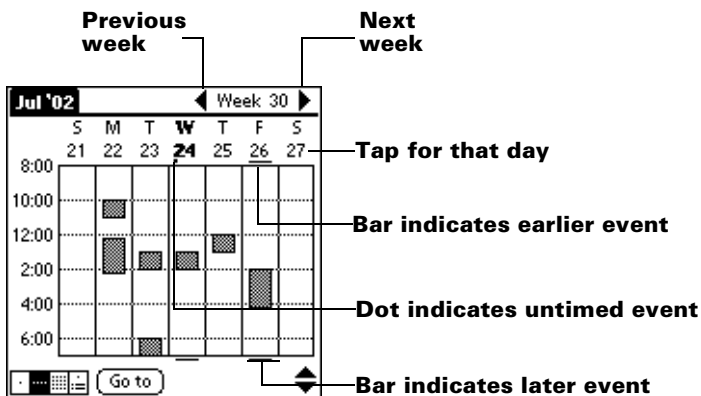 Previous week
Next week
Jul '02
Week 30
S M T W T F S
21 22 23 24 25 26 27
Tap for that day
8:00
10:00
Bar indicates earlier event
12:00
2:00
Dot indicates untimed event
4:00
6:00
Go to
Bar indicates later event